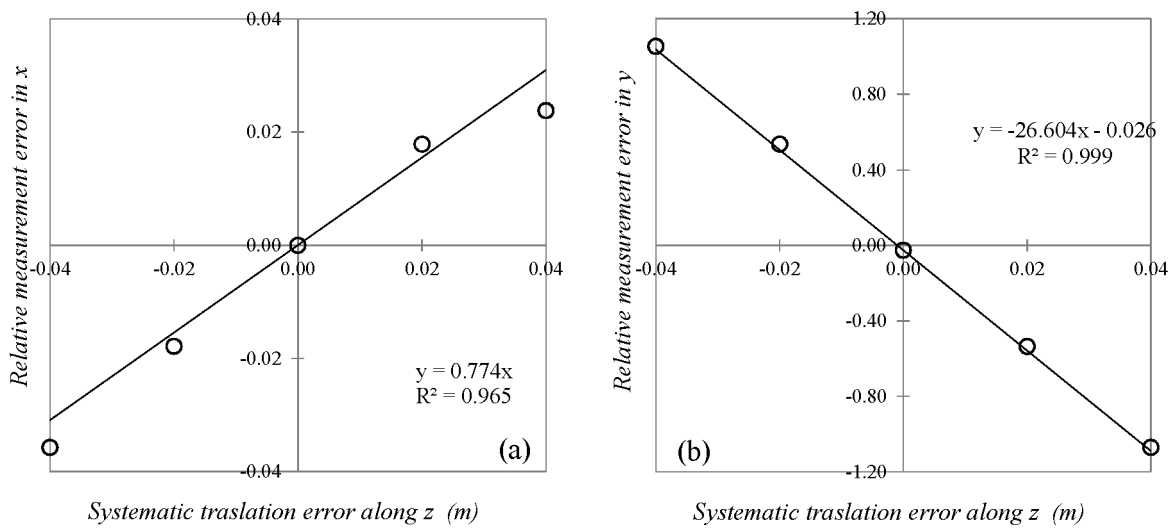 0.04
0.02
0.00
-0.02
-0.04
-0.04
-0.02
0.00
0.02
0.04
Relative measurement error in x
y = 0.774x
R² = 0.965
(a)
Systematic traslation error along z (m)
1.20
0.80
0.40
0.00
-0.40
-0.80
-1.20
-0.04
-0.02
0.00
0.02
0.04
Relative measurement error in y
y = -26.604x - 0.026
R² = 0.999
(b)
Systematic traslation error along z (m)